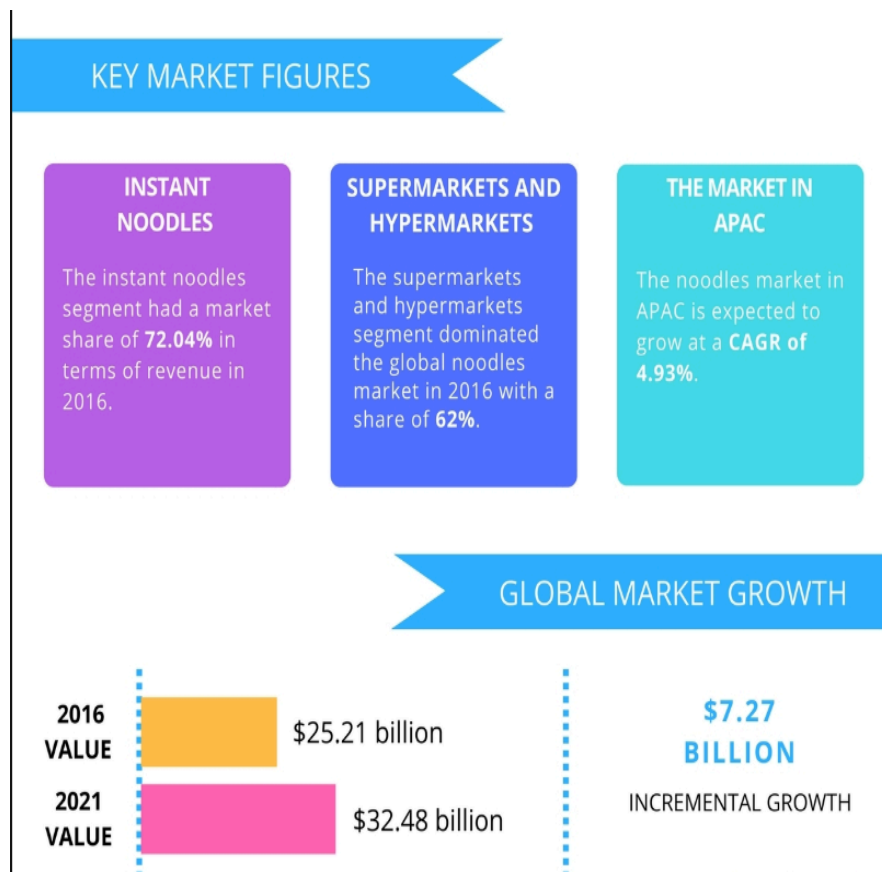 KEY MARKET FIGURES
INSTANT
NOODLES
The instant noodles
segment had a market
share of 72.04% in
terms of revenue in
2016.
SUPERMARKETS AND
HYPERMARKETS
The supermarkets
and hypermarkets
segment dominated
the global noodles
market in 2016 with a
share of 62%.
THE MARKET IN
APAC
The noodles market in
APAC is expected to
grow at a CAGR of
4.93%.
GLOBAL MARKET GROWTH
2016
VALUE
$25.21 billion
2021
VALUE
$32.48 billion
$7.27
BILLION
INCREMENTAL GROWTH